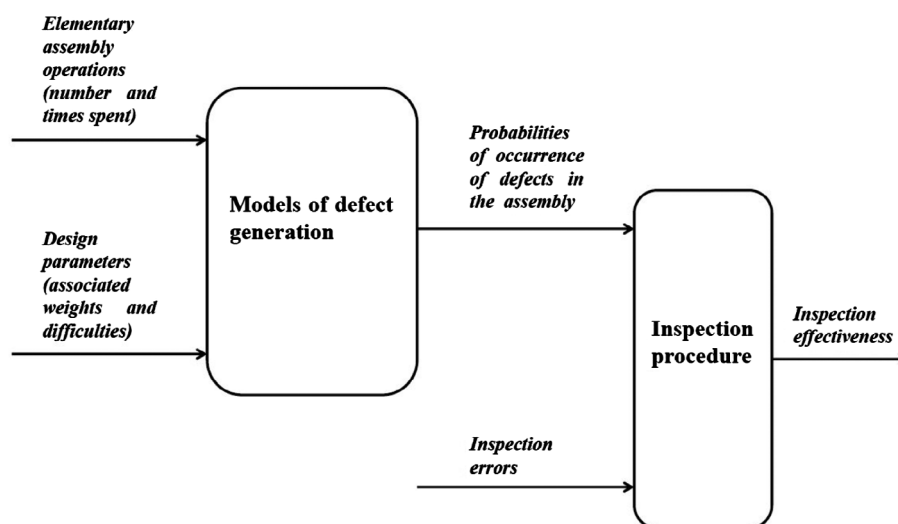 Elementary
assembly
operations
(number and
times spent)
Design
parameters
(associated
weights and
difficulties)
Models of defect
generation
Probabilities
of occurrence
of defects in
the assembly
Inspection
errors
Inspection
procedure
Inspection
effectiveness